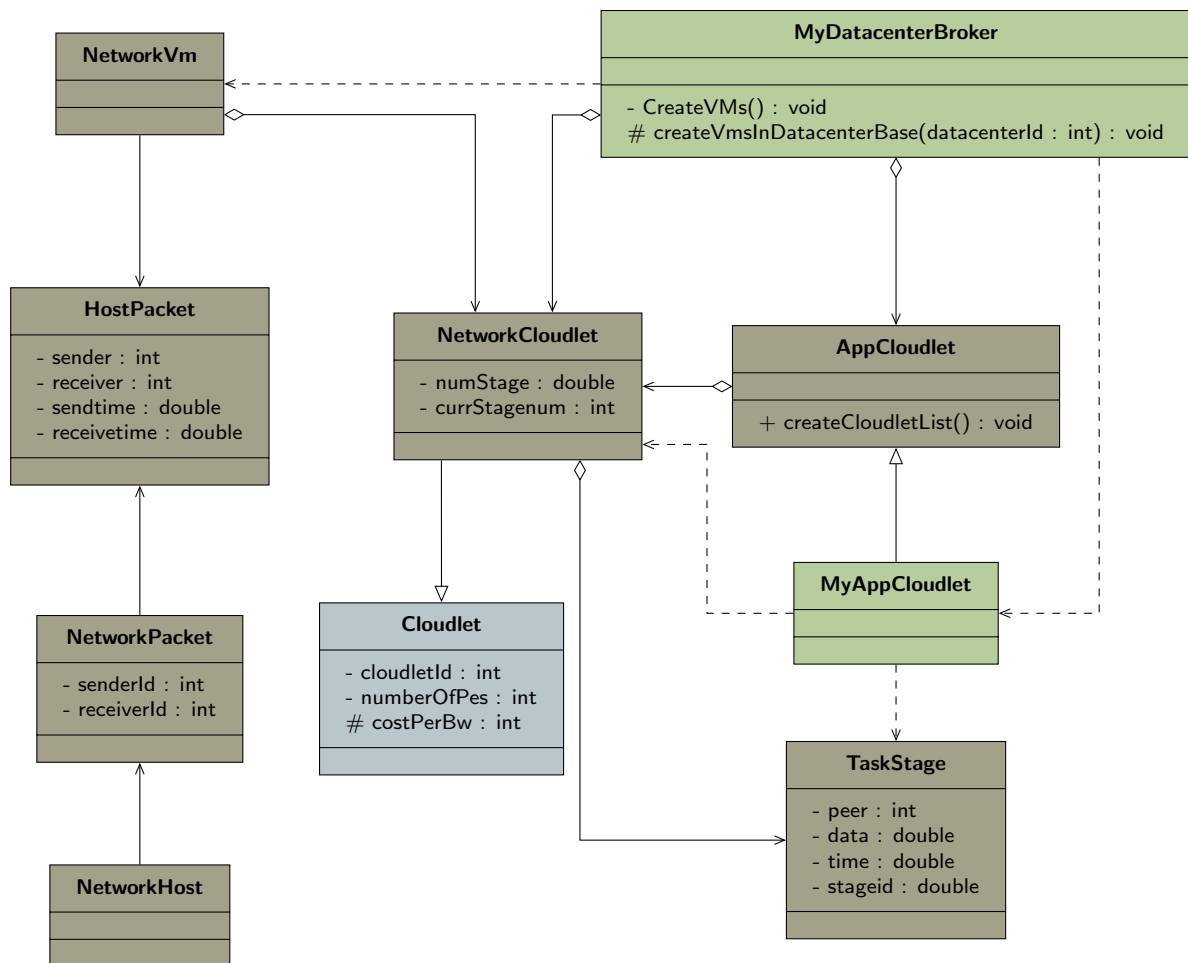 NetworkVm
MyDatacenterBroker
- CreateVMs() : void
# createVmsInDatacenterBase(datacenterId : int) : void
HostPacket
- sender : int
- receiver : int
- sendtime : double
- receivetime : double
NetworkCloudlet
- numStage : double
- currStagenum : int
AppCloudlet
+ createCloudletList() : void
MyAppCloudlet
NetworkPacket
- senderId : int
- receiverId : int
Cloudlet
- cloudletId : int
- numberOfPes : int
# costPerBw : int
TaskStage
- peer : int
- data : double
- time : double
- stageid : double
NetworkHost